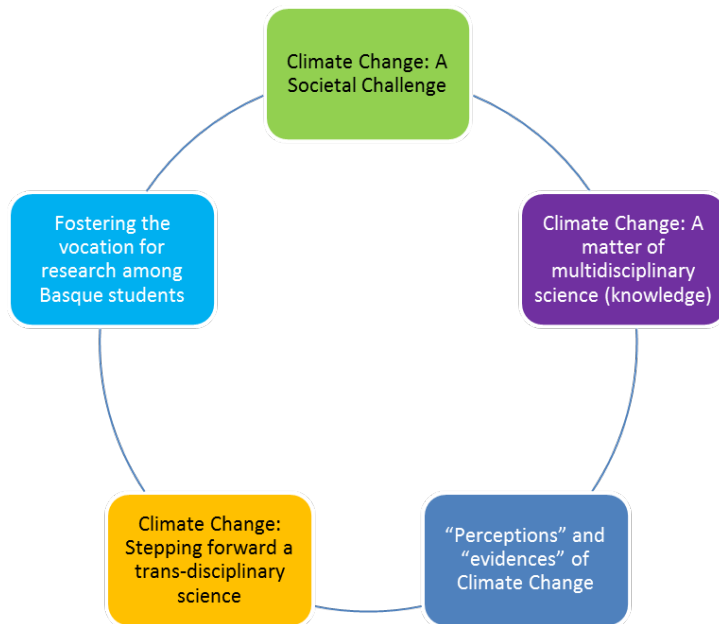 Climate Change: A
Societal Challenge
Climate Change: A
matter of
multidisciplinary
science (knowledge)
“Perceptions” and
“evidences” of
Climate Change
Climate Change:
Stepping forward a
trans-disciplinary
science
Fostering the
vocation for
research among
Basque students